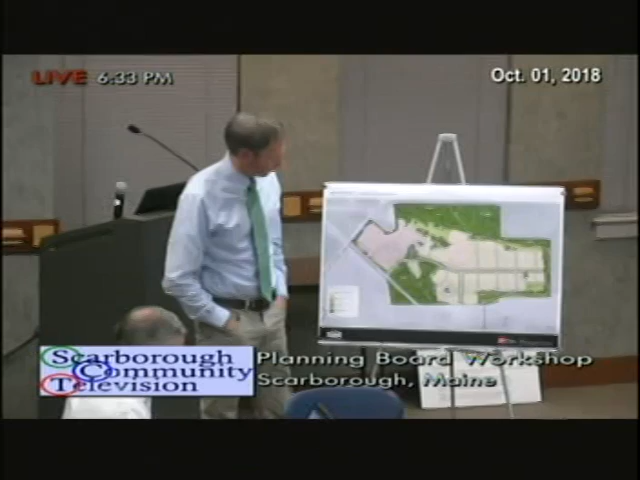 LIVE 6:33 PM
Oct. 01, 2018
Scarborough
Community
Television
Planning Board Workshop
Scarborough, Maine